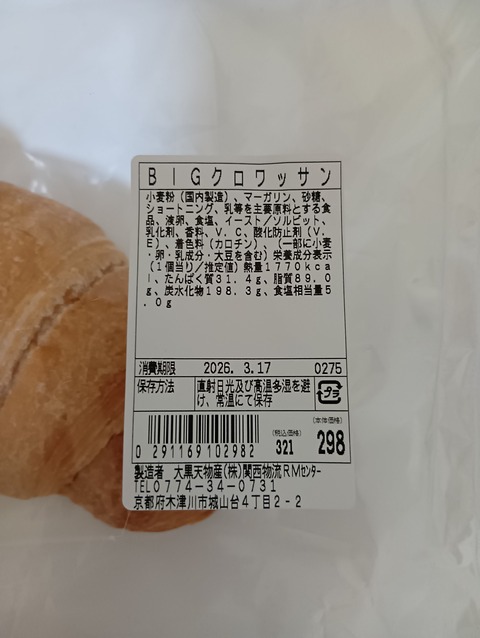 BIGクロワッサン
小麦粉（国内製造）、マーガリン、砂糖、
ショートニング、乳等を主要原料とする食
品、液卵、食塩、イースト／ソルビット、
乳化剤、香料、V.C、酸化防止剤（V.
E）、着色料（カロチン）、（一部に小麦
・卵・乳成分・大豆を含む）栄養成分表示
（1個当り／推定値）熱量1770kca
l、たんぱく質31.4g、脂質89.0
g、炭水化物198.3g、食塩相当量5
.0g
消費期限 2026. 3.17 0275
保存方法 直射日光及び高温多湿を避
け、常温にて保存
プラ
0 291169 102982 (税込価格) 321 (本体価格) 298
製造者 大黒天物産(株)関西物流RMセンター
TEL0774-34-0731
京都府木津川市城山台4丁目2-2